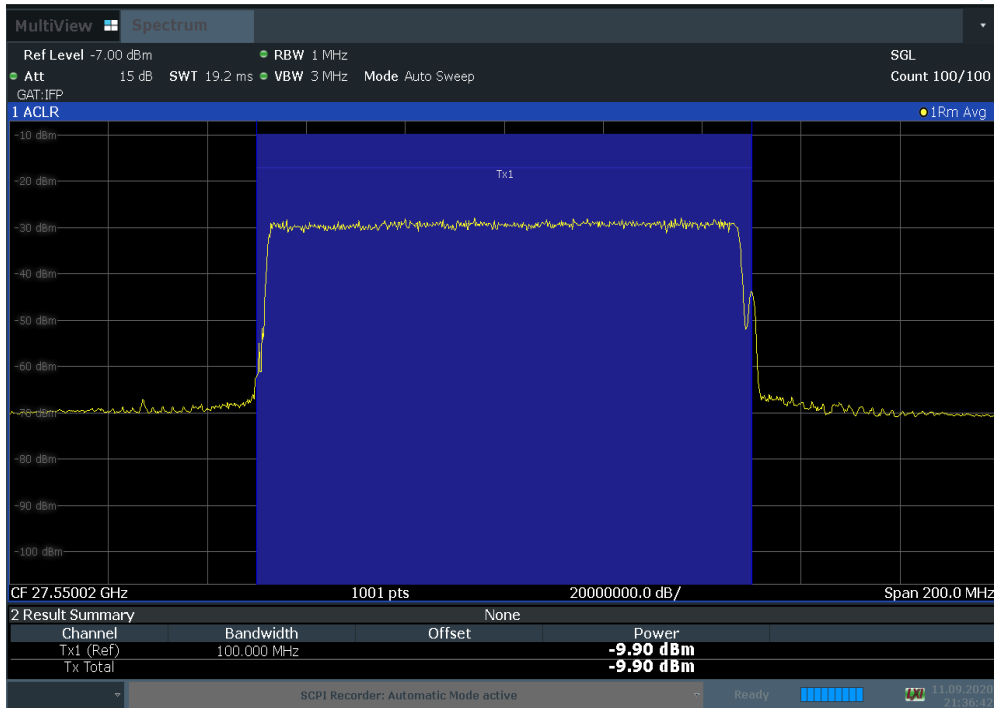 MultiView Spectrum
Ref Level -7.00 dBm RBW 1 MHz SGL
Att 15 dB SWT 19.2 ms VBW 3 MHz Mode Auto Sweep Count 100/100
GAT:IFP
1 ACLR 1Rm Avg
-10 dBm
Tx1
-20 dBm
-30 dBm
-40 dBm
-50 dBm
-60 dBm
-70 dBm
-80 dBm
-90 dBm
-100 dBm
CF 27.55002 GHz 1001 pts 20000000.0 dB/ Span 200.0 MHz
2 Result Summary None
Channel Bandwidth Offset Power
Tx1 (Ref) 100.000 MHz -9.90 dBm
Tx Total -9.90 dBm
SCPI Recorder: Automatic Mode active Ready LXI 11.09.2020
21:36:42